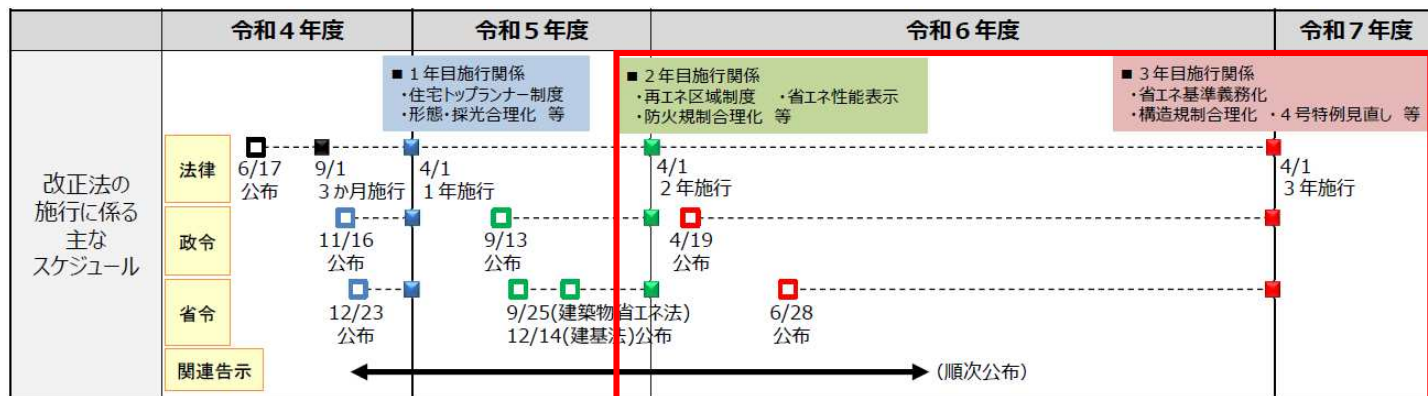 令和４年度
令和５年度
令和６年度
令和７年度
改正法の
施行に係る
主な
スケジュール
■１年目施行関係
・住宅トップランナー制度
・形態・採光合理化 等
■２年目施行関係
・再エネ区域制度 ・省エネ性能表示
・防火規制合理化 等
■３年目施行関係
・省エネ基準義務化
・構造規制合理化 ・４号特例見直し 等
法律
6/17
公布
9/1
３か月施行
4/1
１年施行
4/1
２年施行
4/1
３年施行
政令
11/16
公布
9/13
公布
4/19
公布
省令
12/23
公布
9/25(建築物省エネ法)
12/14(建基法)公布
6/28
公布
関連告示
(順次公布)